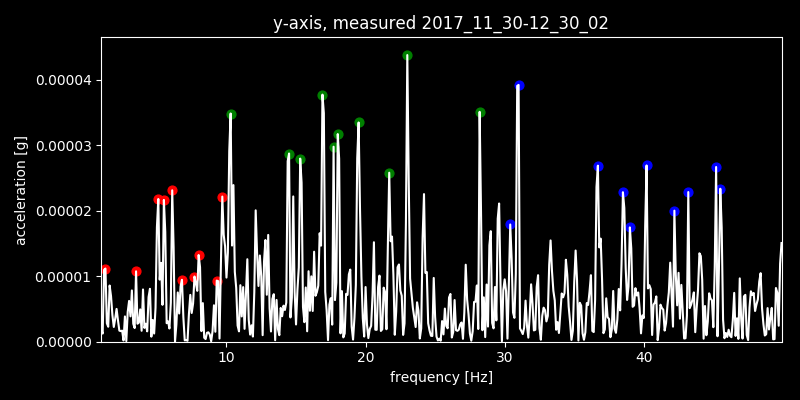 y-axis, measured 2017_11_30-12_30_02
acceleration [g]
0.00004
0.00003
0.00002
0.00001
0.00000
10 20 30 40
frequency [Hz]